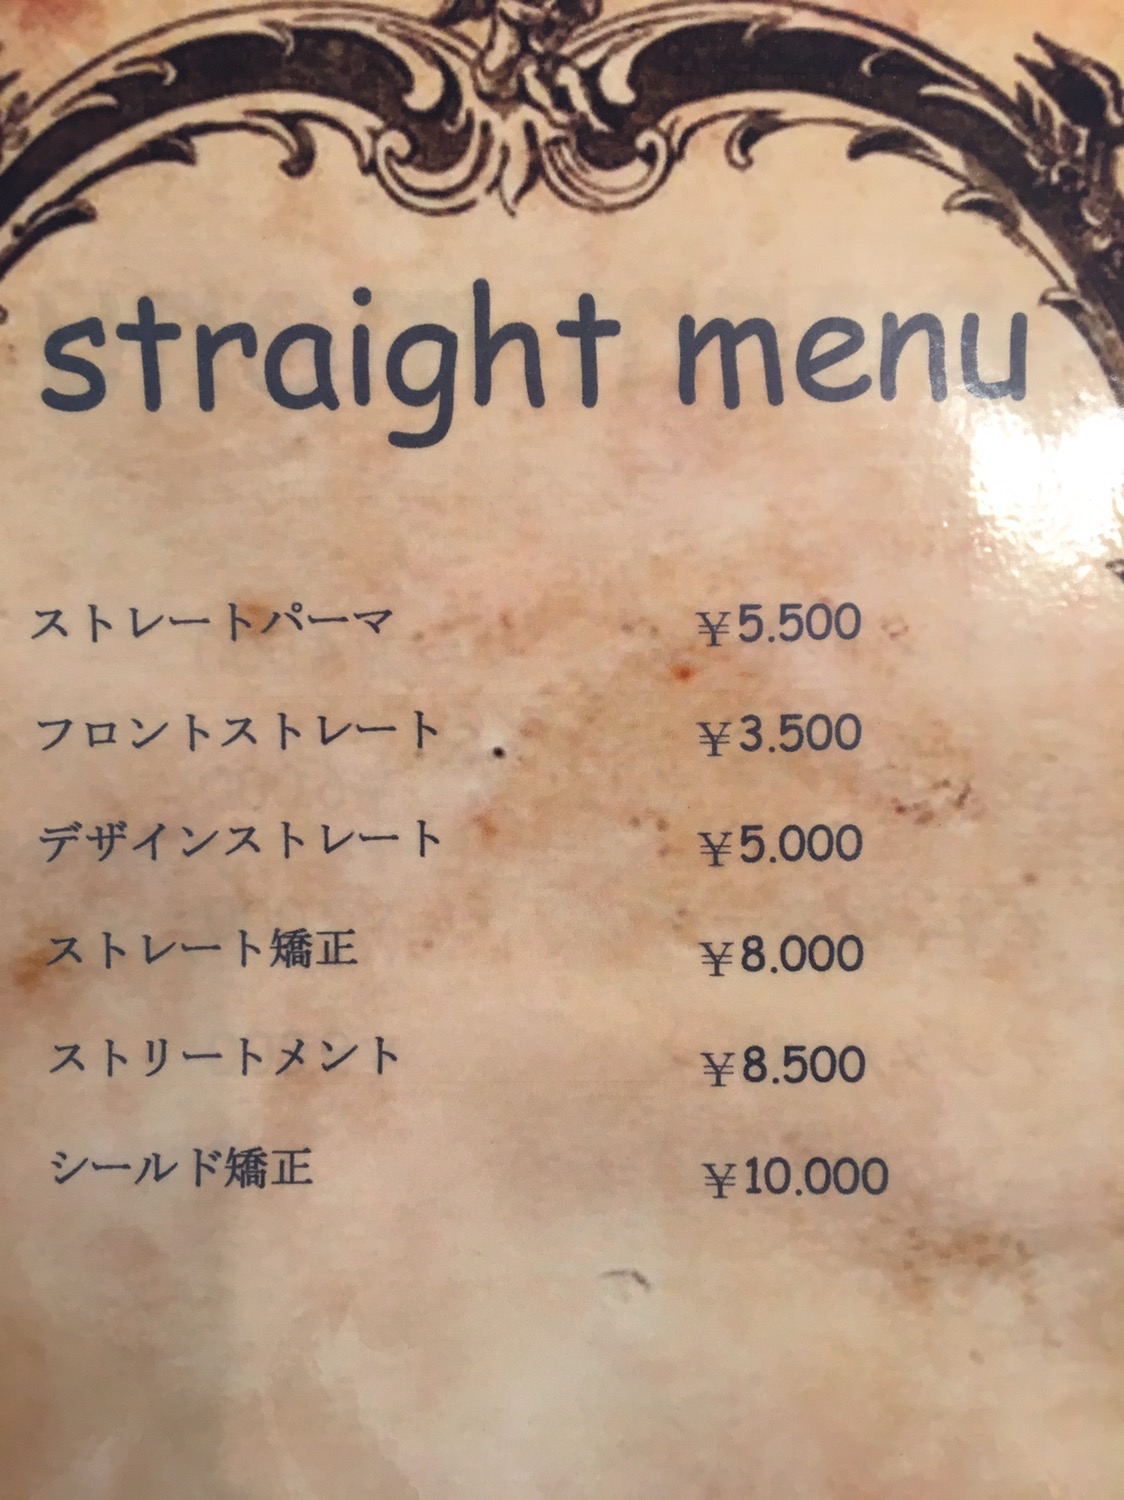 straight menu
ストレートパーマ ¥5.500
フロントストレート ¥3.500
デザインストレート ¥5.000
ストレート矯正 ¥8.000
ストリートメント ¥8.500
シールド矯正 ¥10.000